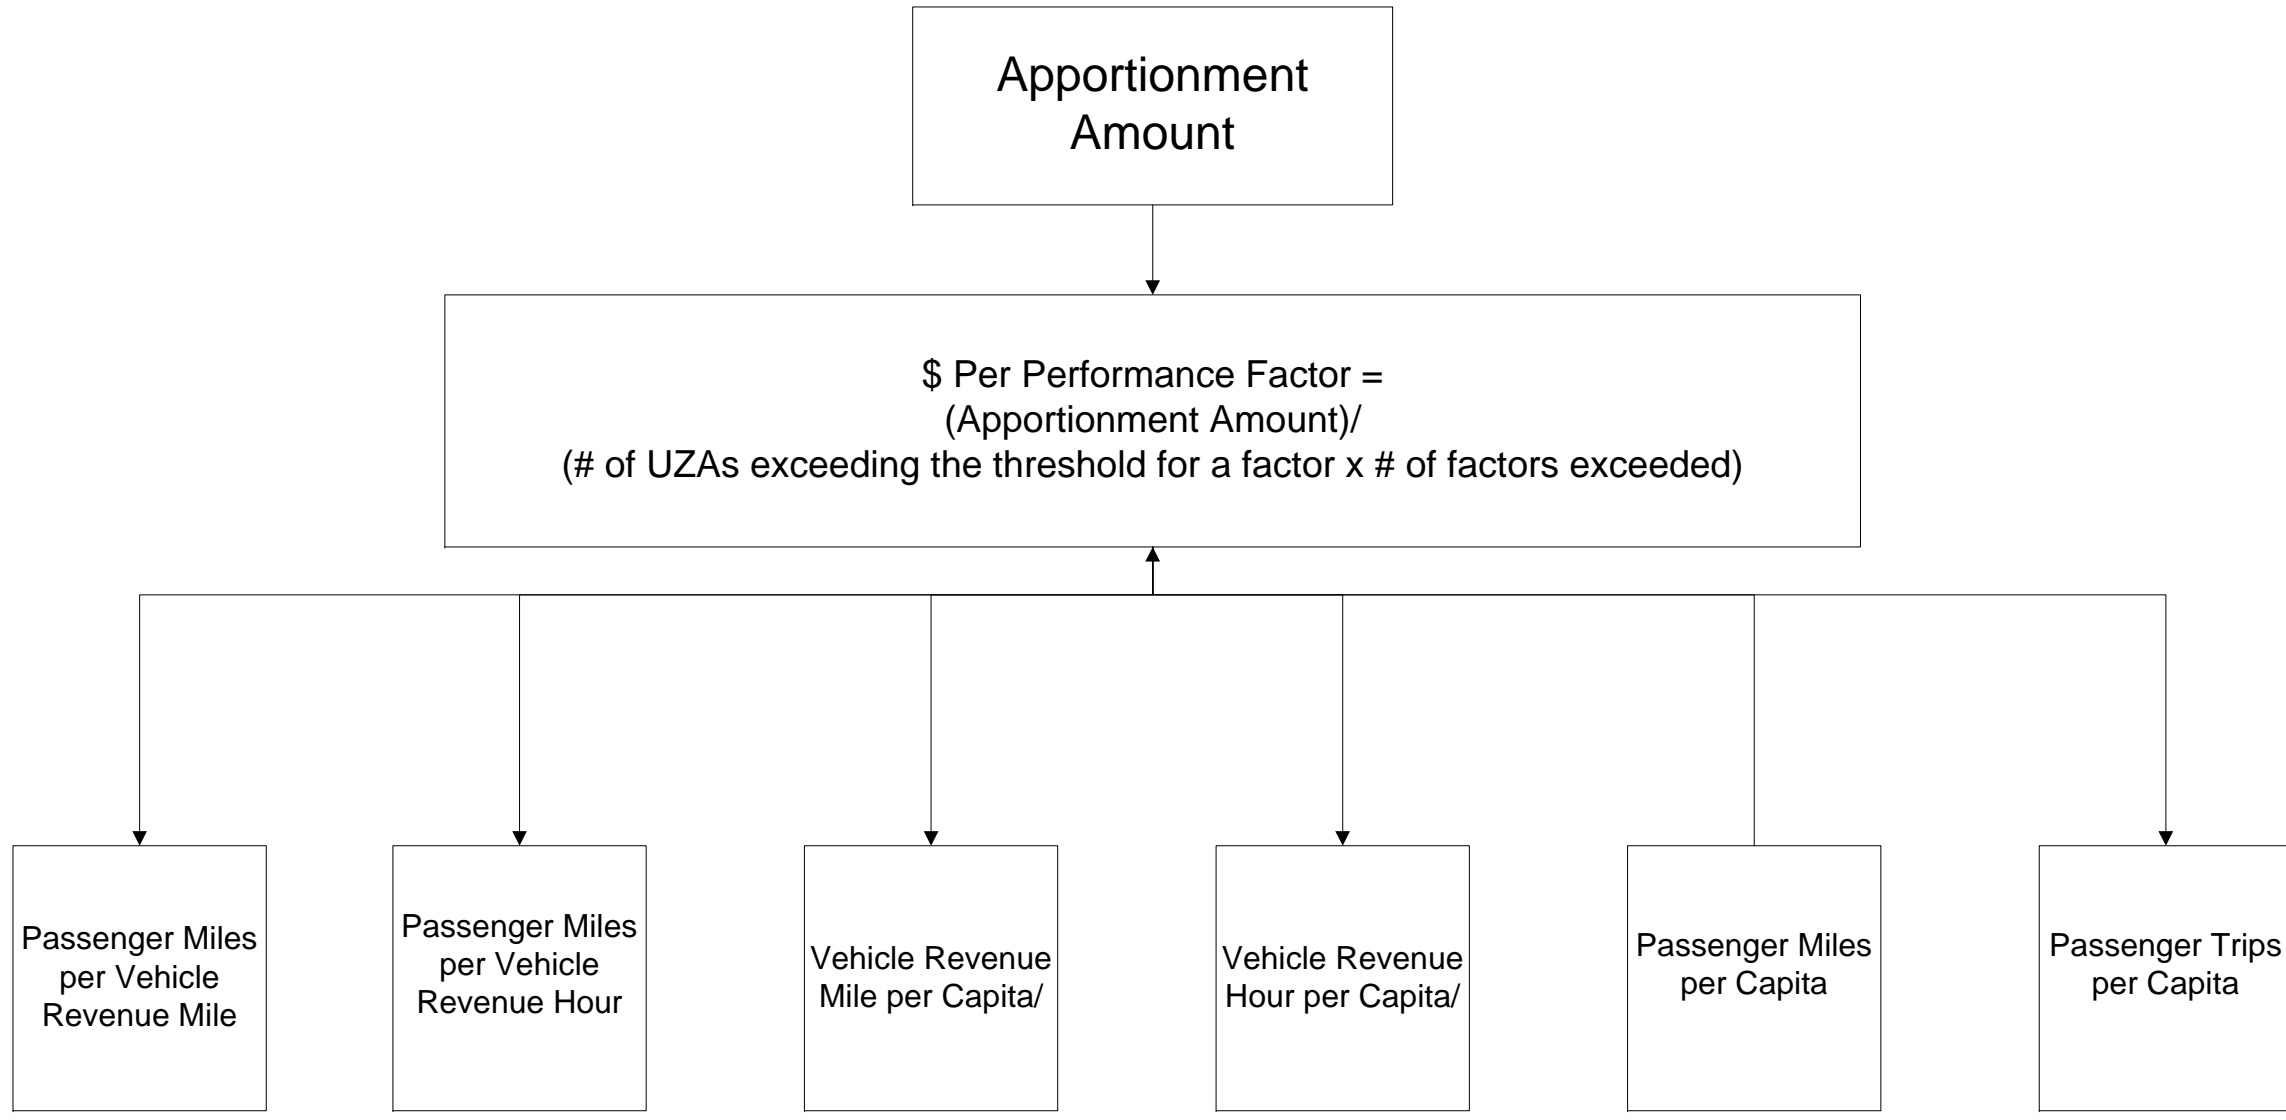 Apportionment
Amount
$ Per Performance Factor =
(Apportionment Amount)/
(# of UZAs exceeding the threshold for a factor x # of factors exceeded)
Passenger Miles
per Vehicle
Revenue Mile
Passenger Miles
per Vehicle
Revenue Hour
Vehicle Revenue
Mile per Capita/
Vehicle Revenue
Hour per Capita/
Passenger Miles
per Capita
Passenger Trips
per Capita